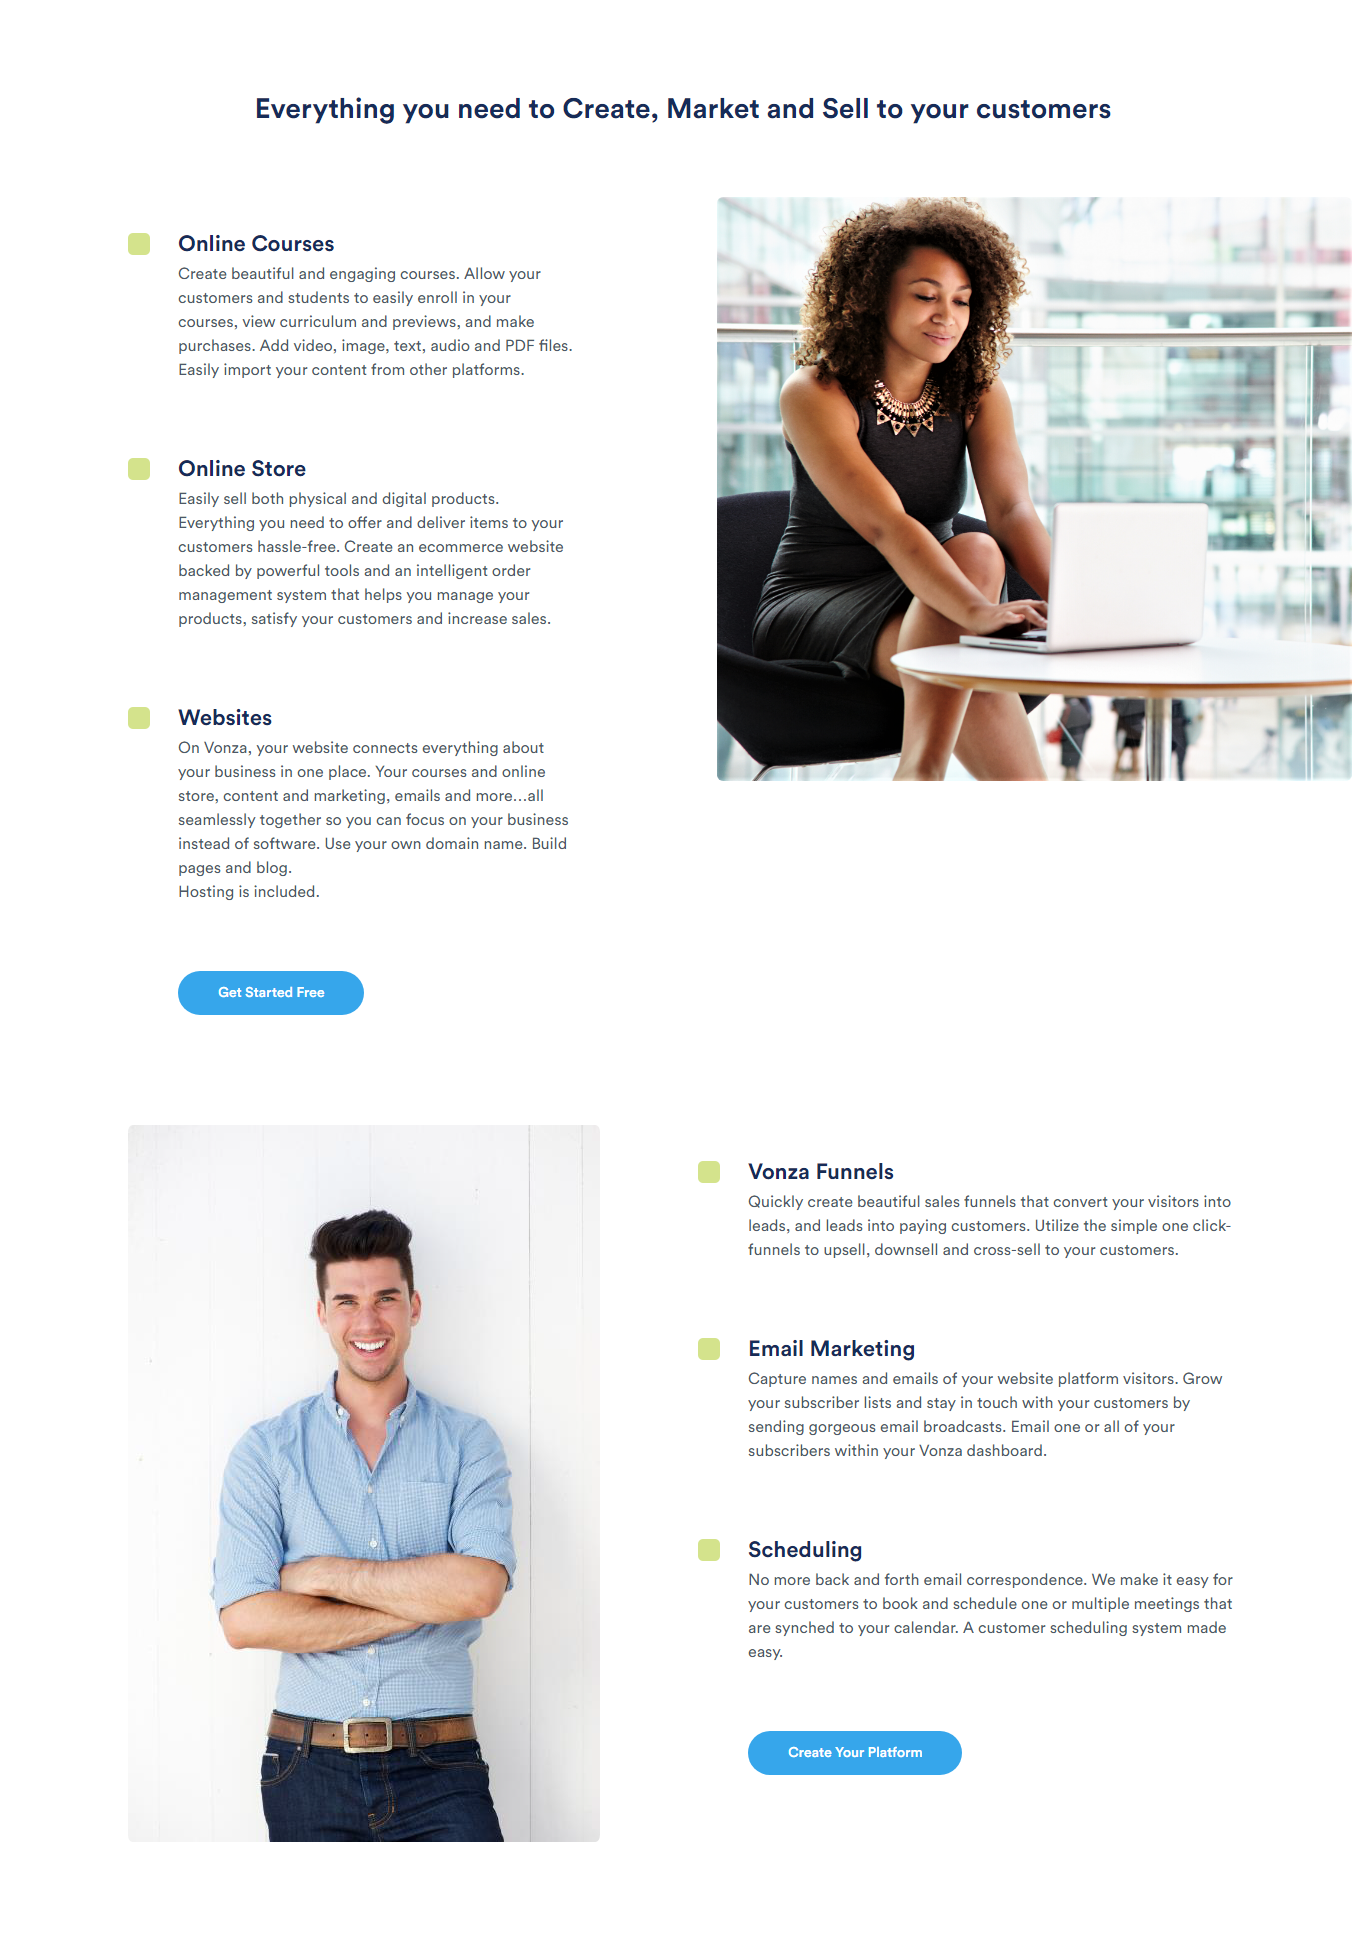 Everything you need to Create, Market and Sell to your customers
Online Courses
Create beautiful and engaging courses. Allow your
customers and students to easily enroll in your
courses, view curriculum and previews, and make
purchases. Add video, image, text, audio and PDF files.
Easily import your content from other platforms.
Online Store
Easily sell both physical and digital products.
Everything you need to offer and deliver items to your
customers hassle-free. Create an ecommerce website
backed by powerful tools and an intelligent order
management system that helps you manage your
products, satisfy your customers and increase sales.
Websites
On Vonza, your website connects everything about
your business in one place. Your courses and online
store, content and marketing, emails and more...all
seamlessly together so you can focus on your business
instead of software. Use your own domain name. Build
pages and blog.
Hosting is included.
Get Started Free
Vonza Funnels
Quickly create beautiful sales funnels that convert your visitors into
leads, and leads into paying customers. Utilize the simple one click-
funnels to upsell, downsell and cross-sell to your customers.
Email Marketing
Capture names and emails of your website platform visitors. Grow
your subscriber lists and stay in touch with your customers by
sending gorgeous email broadcasts. Email one or all of your
subscribers within your Vonza dashboard.
Scheduling
No more back and forth email correspondence. We make it easy for
your customers to book and schedule one or multiple meetings that
are synched to your calendar. A customer scheduling system made
easy.
Create Your Platform